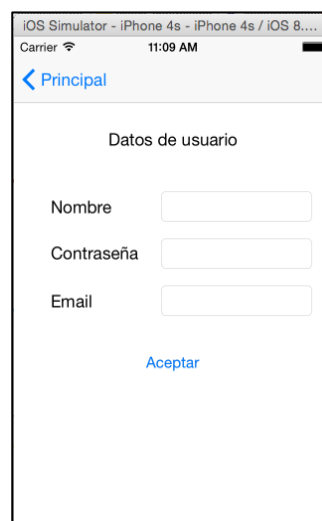 iOS Simulator - iPhone 4s - iPhone 4s / iOS 8....
Carrier 11:09 AM
Principal
Datos de usuario
Nombre
Contraseña
Email
Aceptar